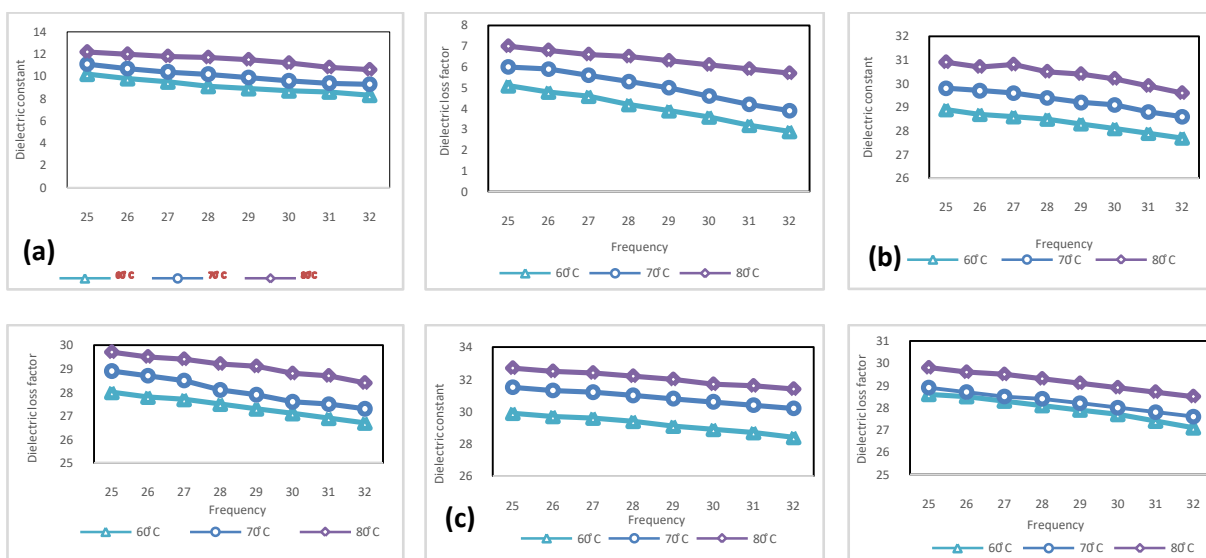 14
12
10
8
6
4
2
0
Dielectric constant
25 26 27 28 29 30 31 32
(a)
60°C 70°C 80°C
8
7
6
5
4
3
2
1
0
Dielectric loss factor
25 26 27 28 29 30 31 32
Frequency
60°C 70°C 80°C
32
31
30
29
28
27
26
Dielectric constant
25 26 27 28 29 30 31 32
Frequency
(b)
60°C 70°C 80°C
30
29
28
27
26
25
Dielectric loss factor
25 26 27 28 29 30 31 32
Frequency
60°C 70°C 80°C
34
32
30
28
26
Dielectric constant
25 26 27 28 29 30 31 32
Frequency
(c)
60°C 70°C 80°C
31
30
29
28
27
26
25
Dielectric loss factor
25 26 27 28 29 30 31 32
Frequency
60°C 70°C 80°C